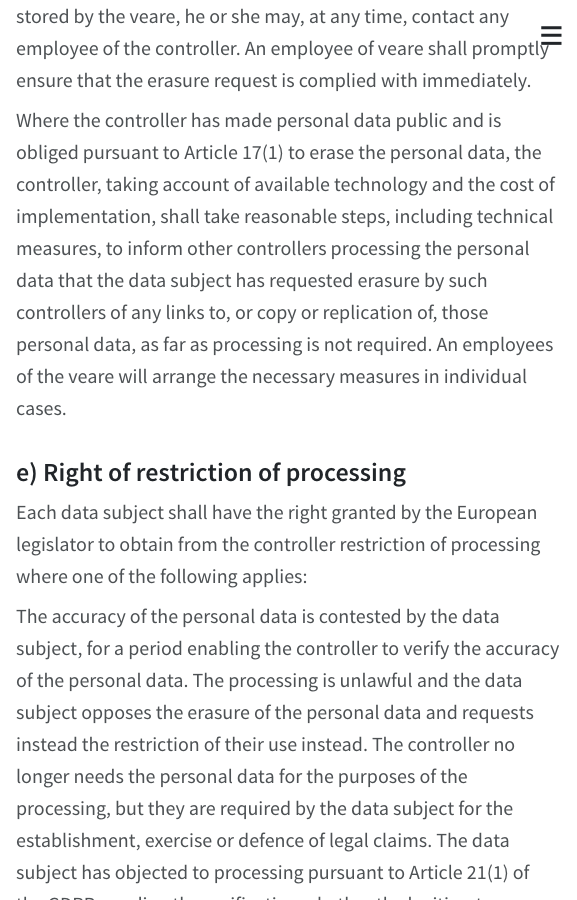 stored by the veare, he or she may, at any time, contact any
employee of the controller. An employee of veare shall promptly
ensure that the erasure request is complied with immediately.
Where the controller has made personal data public and is
obliged pursuant to Article 17(1) to erase the personal data, the
controller, taking account of available technology and the cost of
implementation, shall take reasonable steps, including technical
measures, to inform other controllers processing the personal
data that the data subject has requested erasure by such
controllers of any links to, or copy or replication of, those
personal data, as far as processing is not required. An employees
of the veare will arrange the necessary measures in individual
cases.
e) Right of restriction of processing
Each data subject shall have the right granted by the European
legislator to obtain from the controller restriction of processing
where one of the following applies:
The accuracy of the personal data is contested by the data
subject, for a period enabling the controller to verify the accuracy
of the personal data. The processing is unlawful and the data
subject opposes the erasure of the personal data and requests
instead the restriction of their use instead. The controller no
longer needs the personal data for the purposes of the
processing, but they are required by the data subject for the
establishment, exercise or defence of legal claims. The data
subject has objected to processing pursuant to Article 21(1) of